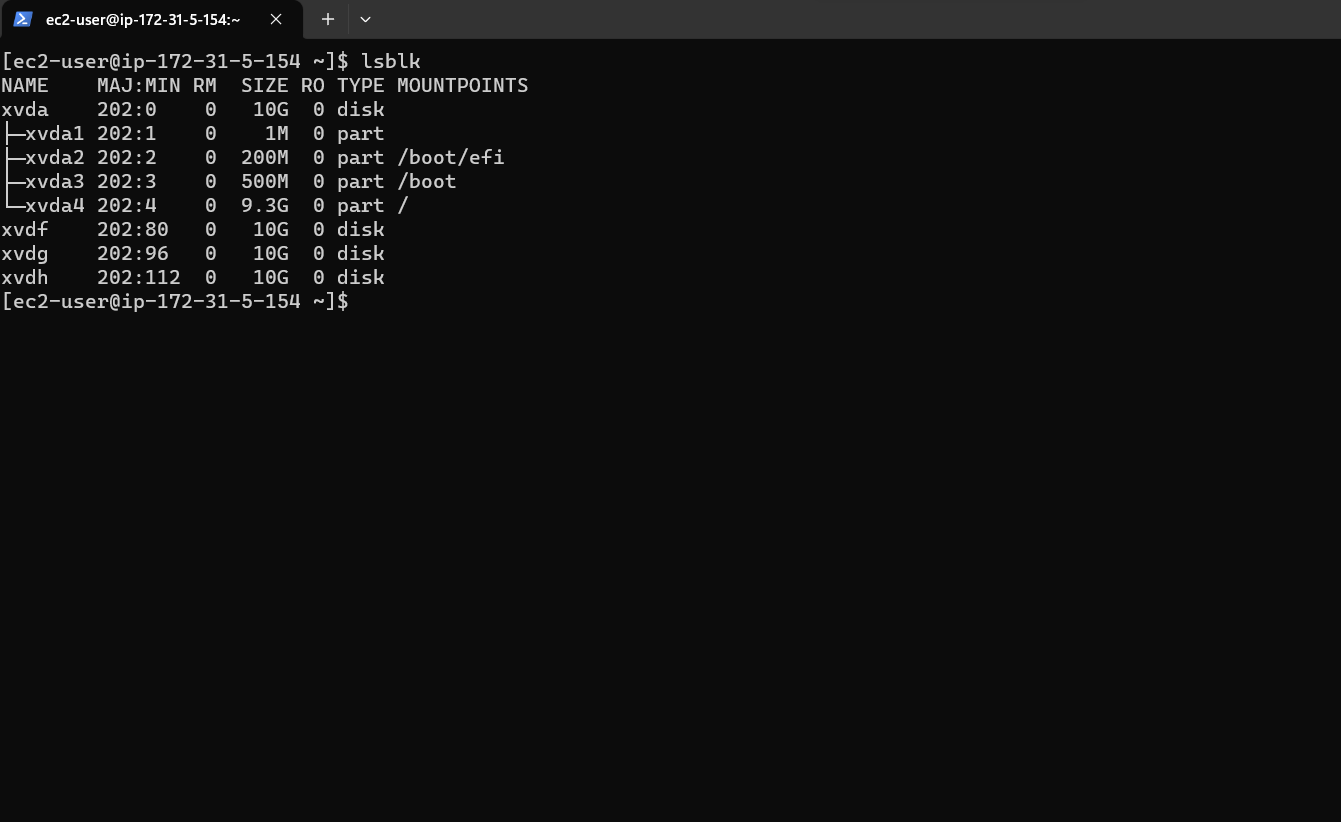 ec2-user@ip-172-31-5-154:~
[ec2-user@ip-172-31-5-154 ~]$ lsblk
NAME    MAJ:MIN RM  SIZE RO TYPE MOUNTPOINTS
xvda    202:0    0   10G  0 disk
├─xvda1 202:1    0    1M  0 part
├─xvda2 202:2    0  200M  0 part /boot/efi
├─xvda3 202:3    0  500M  0 part /boot
└─xvda4 202:4    0  9.3G  0 part /
xvdf    202:80   0   10G  0 disk
xvdg    202:96   0   10G  0 disk
xvdh    202:112  0   10G  0 disk
[ec2-user@ip-172-31-5-154 ~]$